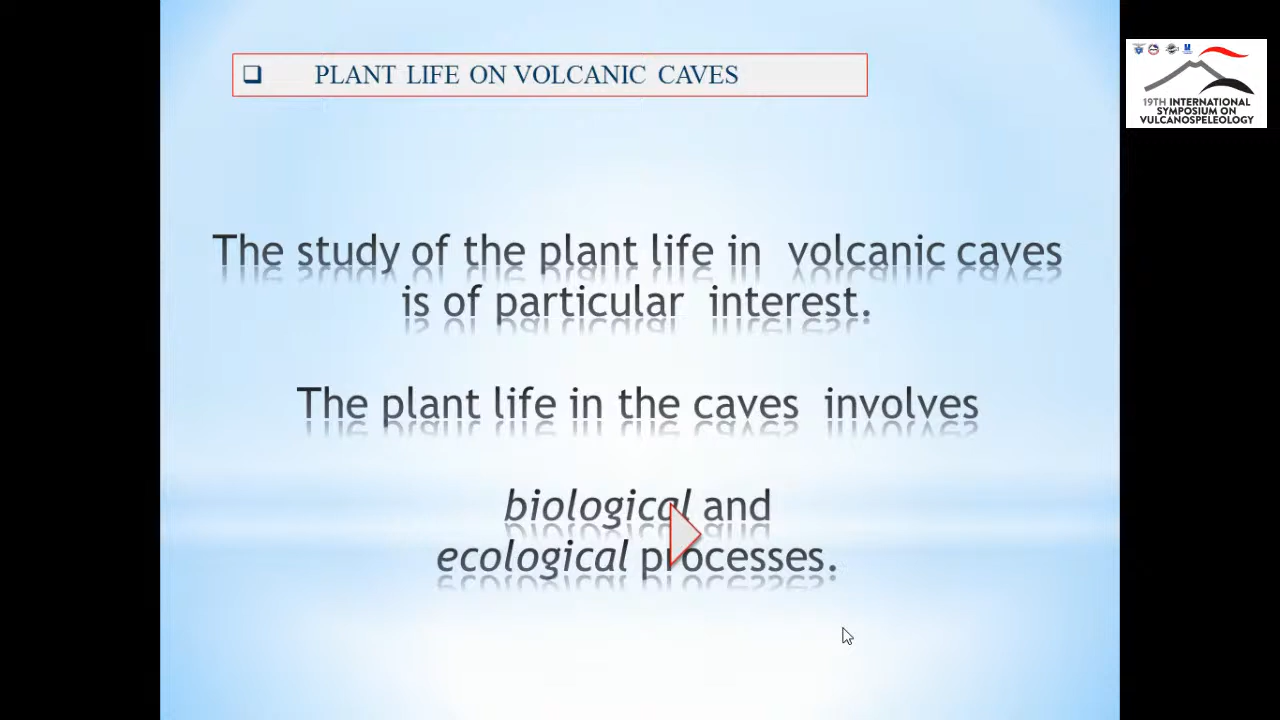 PLANT LIFE ON VOLCANIC CAVES
19TH INTERNATIONAL
SYMPOSIUM ON
VULCANOSPELEOLOGY
The study of the plant life in volcanic caves
is of particular interest.
The plant life in the caves involves
biological and
ecological processes.